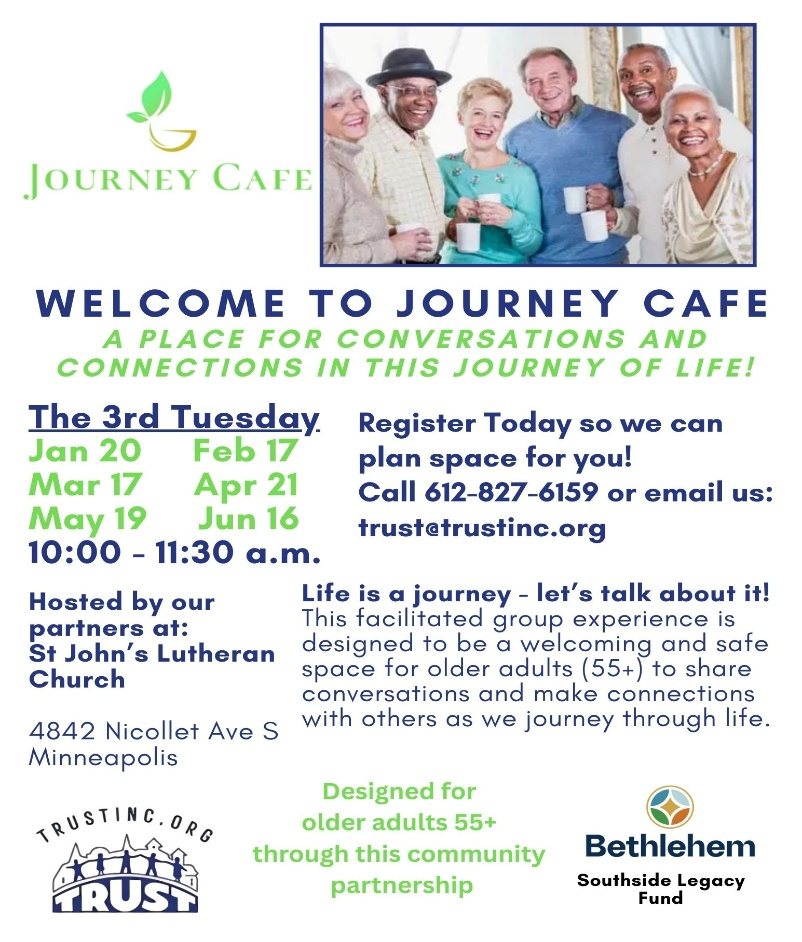 JOURNEY CAFE
WELCOME TO JOURNEY CAFE
A PLACE FOR CONVERSATIONS AND
CONNECTIONS IN THIS JOURNEY OF LIFE!
The 3rd Tuesday
Jan 20 Feb 17
Mar 17 Apr 21
May 19 Jun 16
10:00 - 11:30 a.m.
Register Today so we can
plan space for you!
Call 612-827-6159 or email us:
trust@trustinc.org
Hosted by our
partners at:
St John's Lutheran
Church
4842 Nicollet Ave S
Minneapolis
Life is a journey - let's talk about it!
This facilitated group experience is
designed to be a welcoming and safe
space for older adults (55+) to share
conversations and make connections
with others as we journey through life.
TRUSTINC.ORG
TRUST
Designed for
older adults 55+
through this community
partnership
Bethlehem
Southside Legacy
Fund